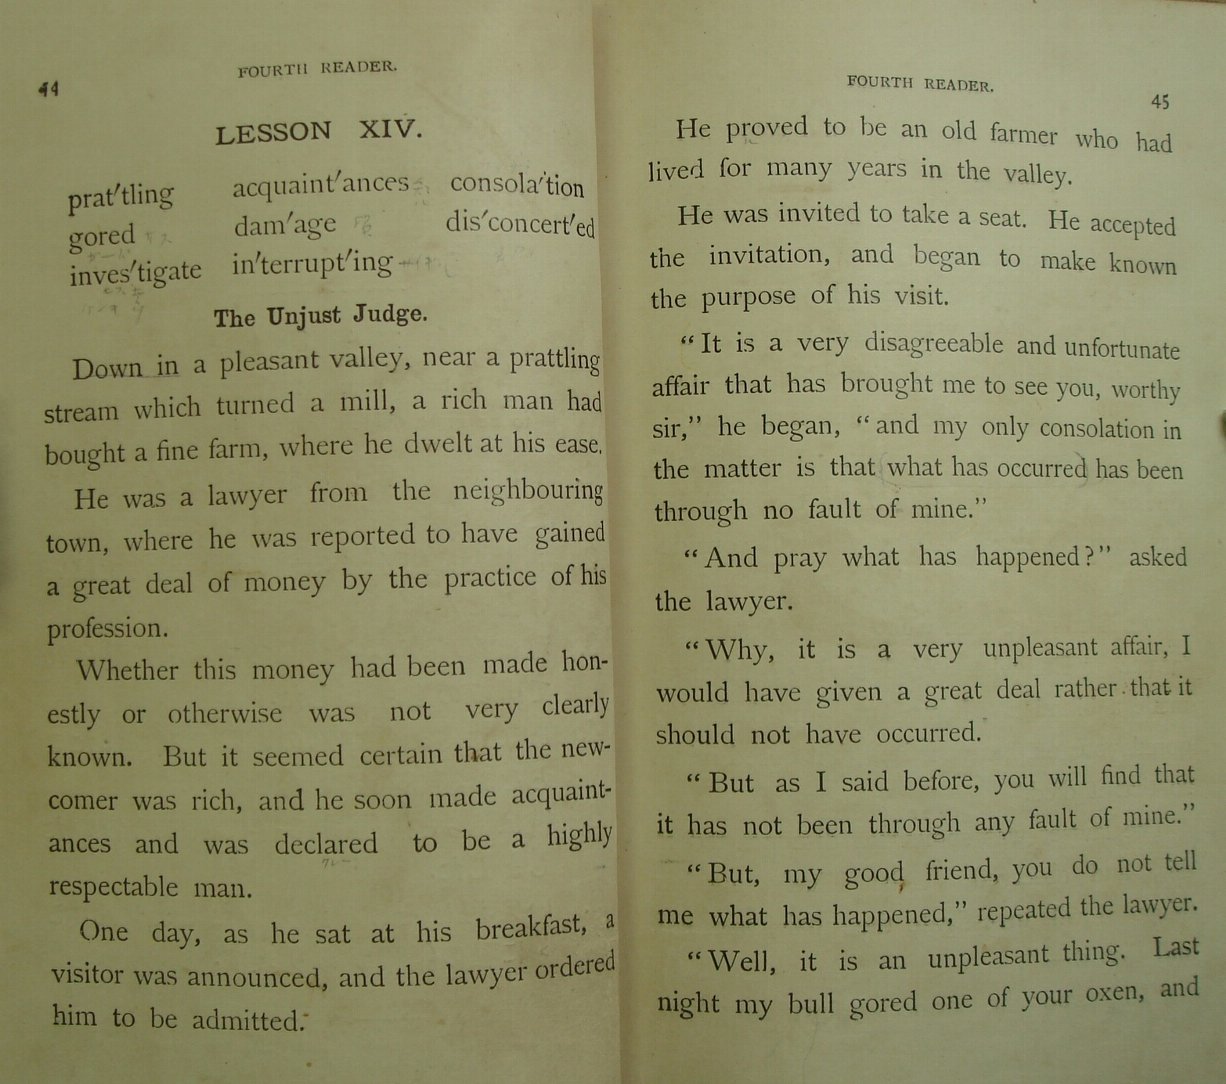 44
FOURTH READER.
LESSON XIV.
prat′tling acquaint′ances consola′tion
gored dam′age dis′concert′ed
inves′tigate in′terrupt′ing
The Unjust Judge.
Down in a pleasant valley, near a prattling
stream which turned a mill, a rich man had
bought a fine farm, where he dwelt at his ease.
He was a lawyer from the neighbouring
town, where he was reported to have gained
a great deal of money by the practice of his
profession.
Whether this money had been made hon-
estly or otherwise was not very clearly
known. But it seemed certain that the new-
comer was rich, and he soon made acquaint-
ances and was declared to be a highly
respectable man.
One day, as he sat at his breakfast, a
visitor was announced, and the lawyer ordered
him to be admitted.
FOURTH READER.
45
He proved to be an old farmer who had
lived for many years in the valley.
He was invited to take a seat. He accepted
the invitation, and began to make known
the purpose of his visit.
“It is a very disagreeable and unfortunate
affair that has brought me to see you, worthy
sir,” he began, “and my only consolation in
the matter is that what has occurred has been
through no fault of mine.”
“And pray what has happened?” asked
the lawyer.
“Why, it is a very unpleasant affair, I
would have given a great deal rather that it
should not have occurred.
“But as I said before, you will find that
it has not been through any fault of mine.”
“But, my good friend, you do not tell
me what has happened,” repeated the lawyer.
“Well, it is an unpleasant thing. Last
night my bull gored one of your oxen, and